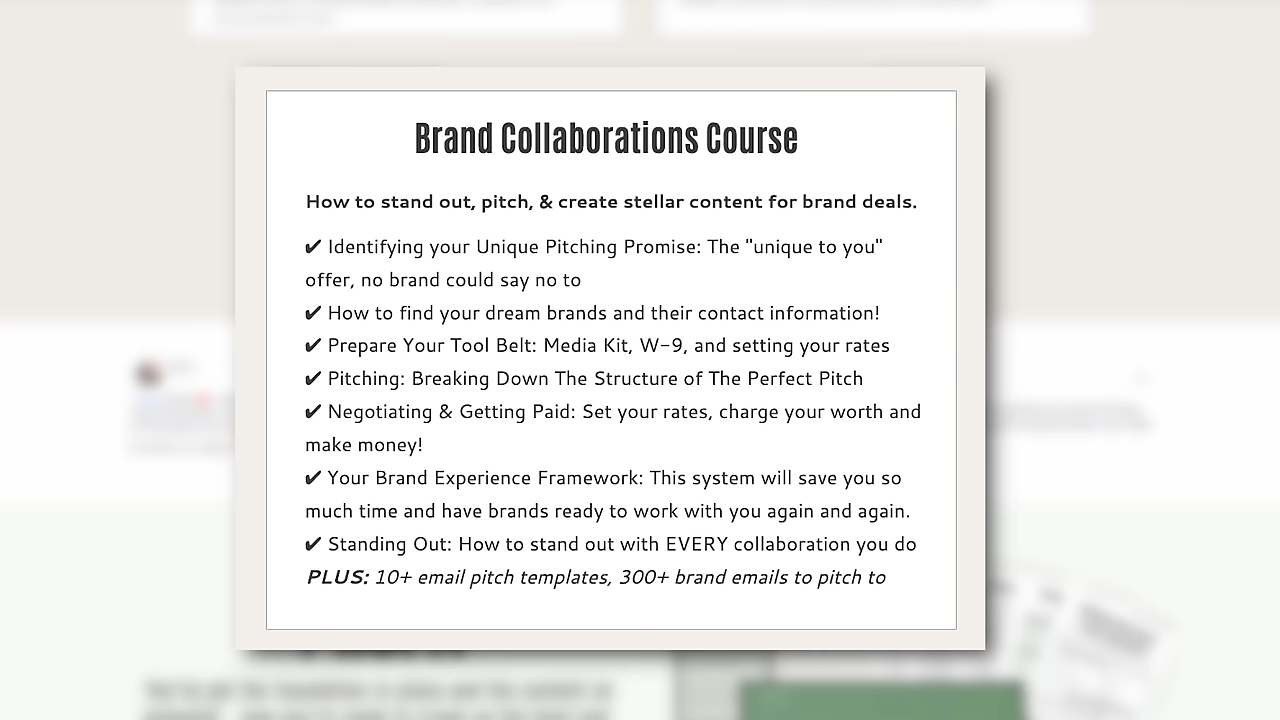 Brand Collaborations Course
How to stand out, pitch, & create stellar content for brand deals.
✔ Identifying your Unique Pitching Promise: The "unique to you"
offer, no brand could say no to
✔ How to find your dream brands and their contact information!
✔ Prepare Your Tool Belt: Media Kit, W-9, and setting your rates
✔ Pitching: Breaking Down The Structure of The Perfect Pitch
✔ Negotiating & Getting Paid: Set your rates, charge your worth and
make money!
✔ Your Brand Experience Framework: This system will save you so
much time and have brands ready to work with you again and again.
✔ Standing Out: How to stand out with EVERY collaboration you do
PLUS: 10+ email pitch templates, 300+ brand emails to pitch to